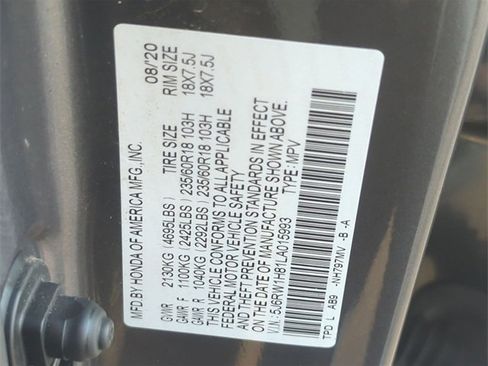 MFD BY HONDA OF AMERICA MFG.,INC. 08/'20
TIRE SIZE RIM SIZE
GVWR 2130KG (4695LBS)
GAWR F 1100KG (2425LBS) 235/60R18 103H 18X7.5J
GAWR R 1040KG (2292LBS) 235/60R18 103H 18X7.5J
THIS VEHICLE CONFORMS TO ALL APPLICABLE
FEDERAL MOTOR VEHICLE SAFETY
AND THEFT PREVENTION STANDARDS IN EFFECT
ON THE DATE OF MANUFACTURE SHOWN ABOVE.
V.I.N.: 5J6RW1H81LA015993 TYPE: MPV
TPD L AB9 -NH797MV -B -A